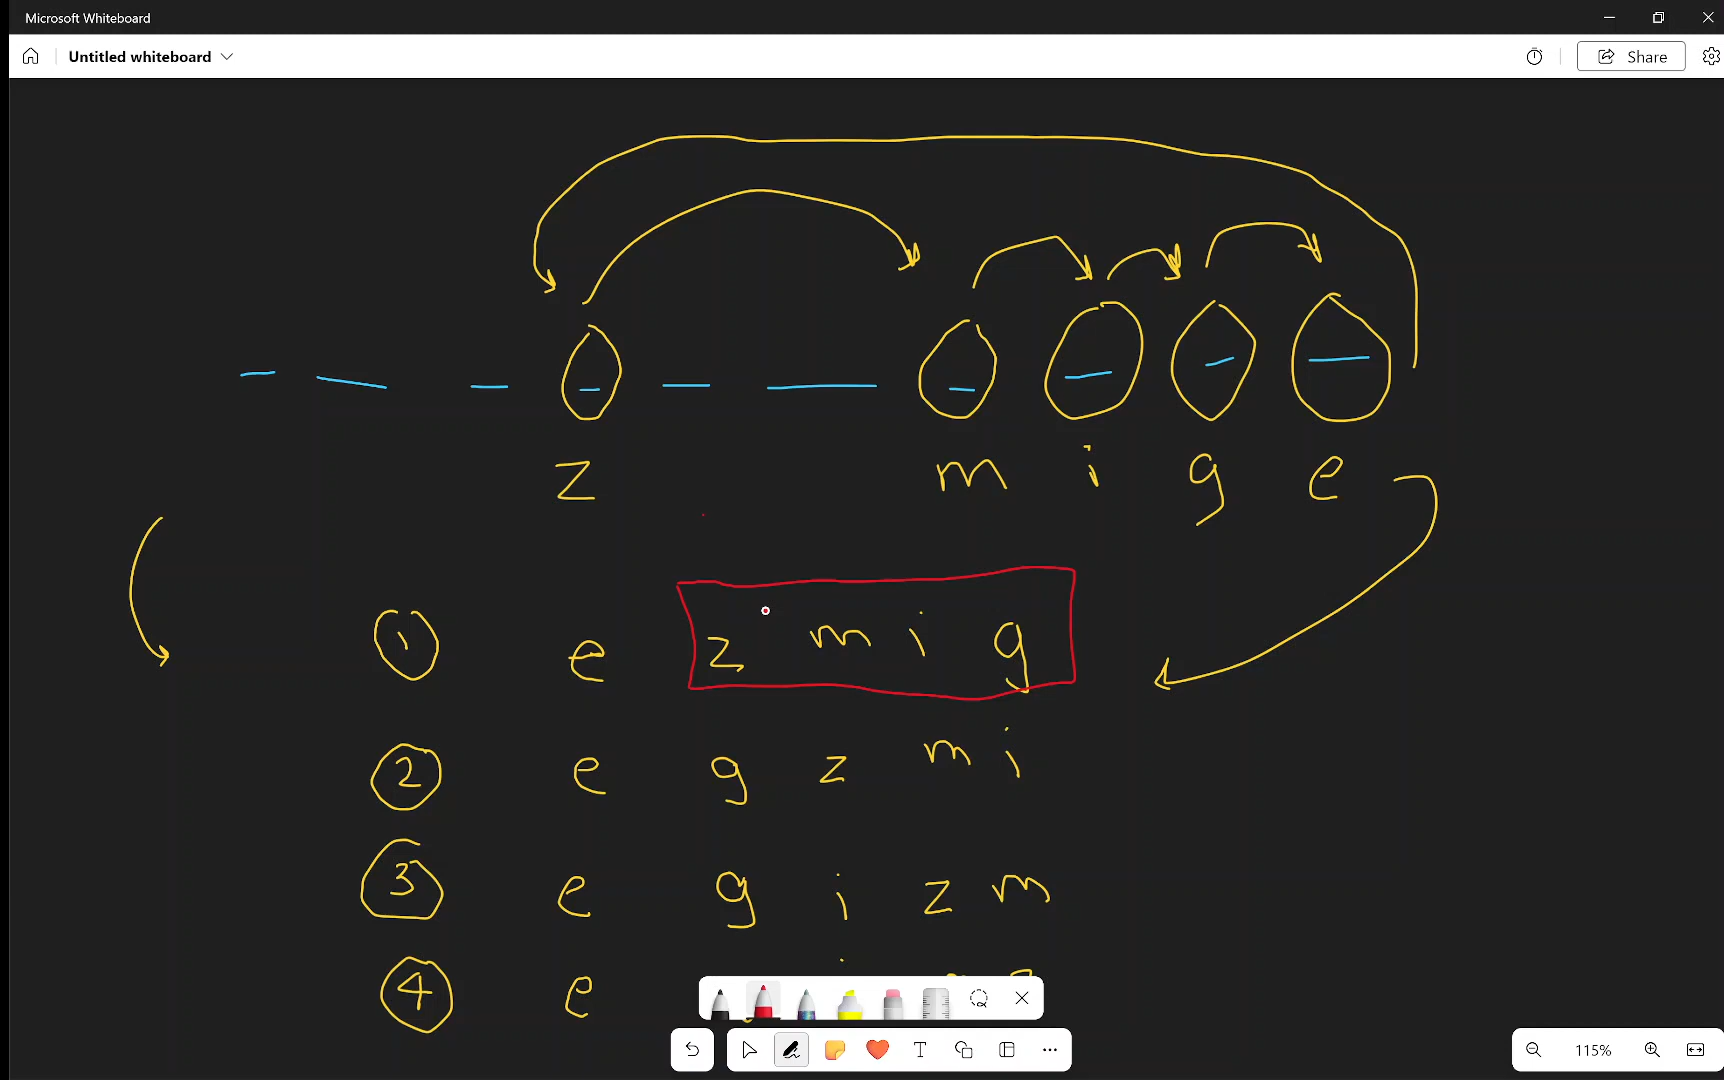 Microsoft Whiteboard
Untitled whiteboard
Share
z m i g e
1 e z m i g
2 e g z m i
3 e g i z m
4 e
115%